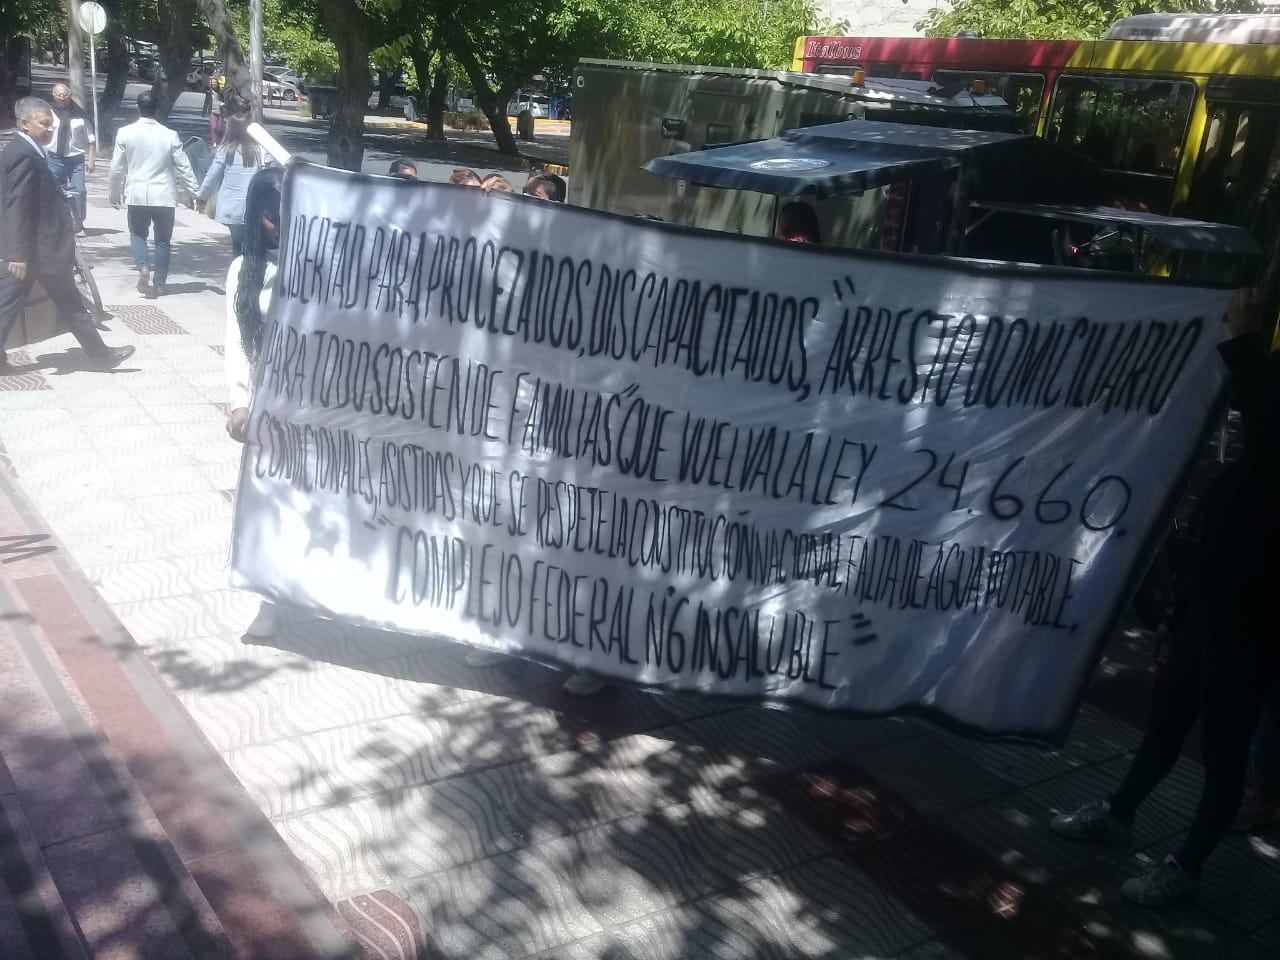 Italbus
LIBERTAD PARA PROCEZADOS, DISCAPACITADOS, "ARRESTO DOMICILIARIO
PARA TODO SOSTEN DE FAMILIAS" QUE VUELVA LA LEY 24.660.
CONDICIONALES, ASISTIDAS Y QUE SE RESPETE LA CONSTITUCIÓN NACIONAL, FALTA DE AGUA POTABLE,
"COMPLEJO FEDERAL Nº6 INSALUBLE"